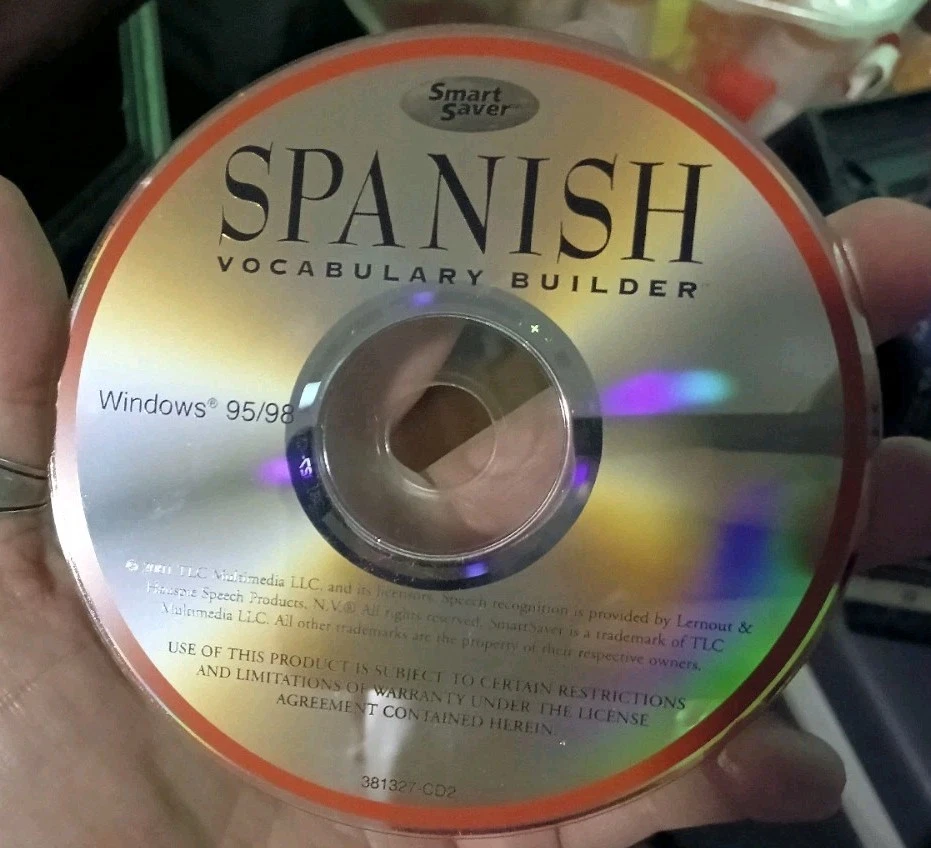 Smart
Saver™
SPANISH
VOCABULARY BUILDER™
Windows® 95/98
TLC Multimedia LLC, and its licensors. Speech recognition is provided by Lernout &
Hauspie Speech Products, N.V.® All rights reserved. SmartSaver is a trademark of TLC
Multimedia LLC. All other trademarks are the property of their respective owners.
USE OF THIS PRODUCT IS SUBJECT TO CERTAIN RESTRICTIONS
AND LIMITATIONS OF WARRANTY UNDER THE LICENSE
AGREEMENT CONTAINED HEREIN.
381327-CD2